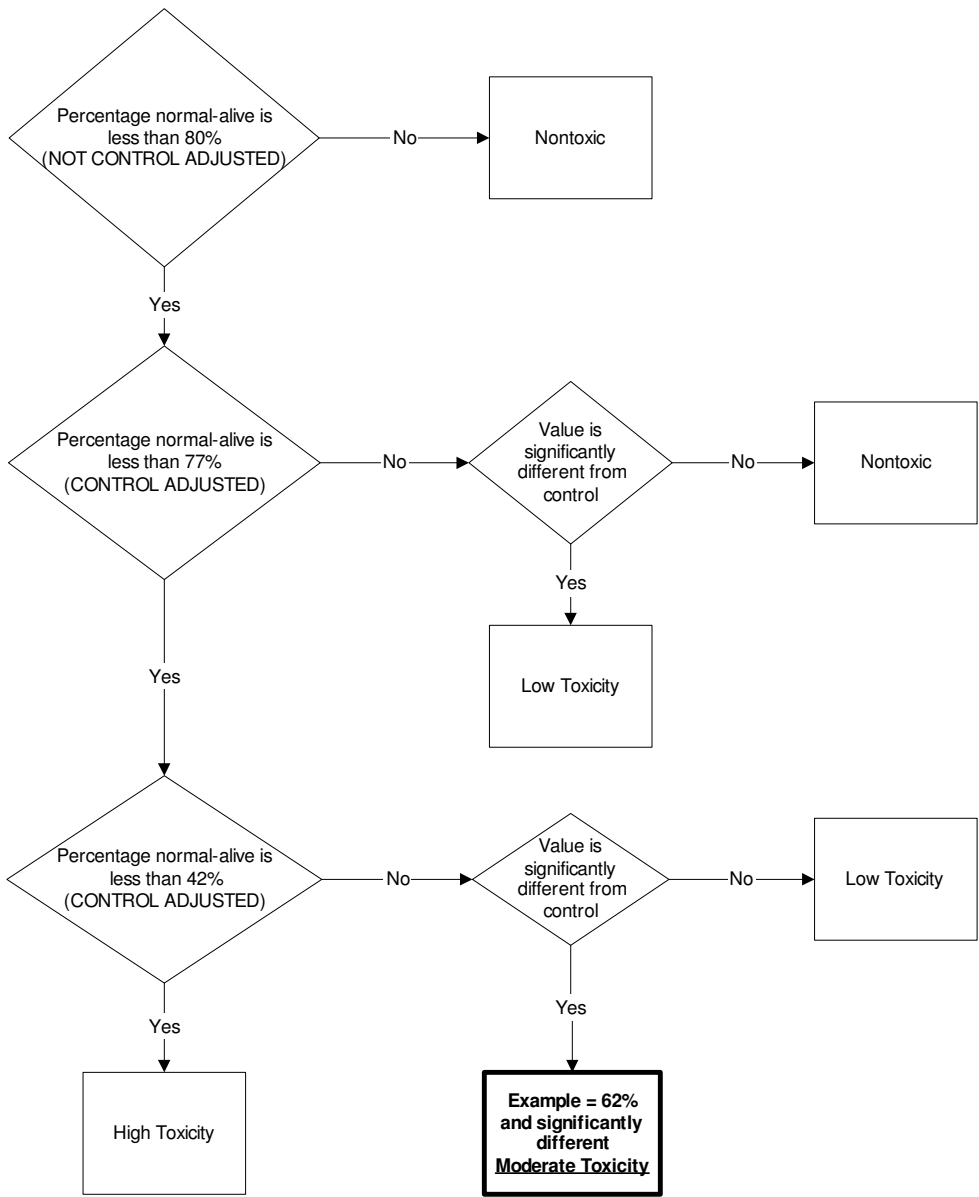 Percentage normal-alive is
less than 80%
(NOT CONTROL ADJUSTED)
No
Nontoxic
Yes
Percentage normal-alive is
less than 77%
(CONTROL ADJUSTED)
No
Value is
significantly
different from
control
No
Nontoxic
Yes
Low Toxicity
Yes
Percentage normal-alive is
less than 42%
(CONTROL ADJUSTED)
No
Value is
significantly
different from
control
No
Low Toxicity
Yes
High Toxicity
Yes
Example = 62%
and significantly
different
Moderate Toxicity